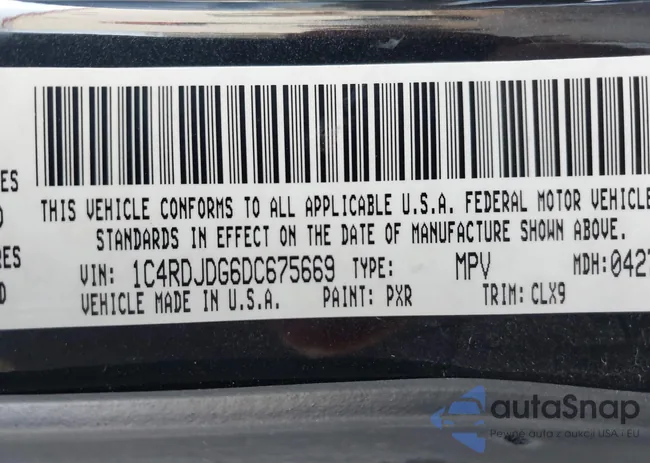 ES
THIS VEHICLE CONFORMS TO ALL APPLICABLE U.S.A. FEDERAL MOTOR VEHICLE
STANDARDS IN EFFECT ON THE DATE OF MANUFACTURE SHOWN ABOVE.
RES
VIN: 1C4RDJDG6DC675669 TYPE: MPV MDH:0427
D VEHICLE MADE IN U.S.A. PAINT: PXR TRIM: CLX9
autaSnap
Pewne auta z aukcji USA i EU